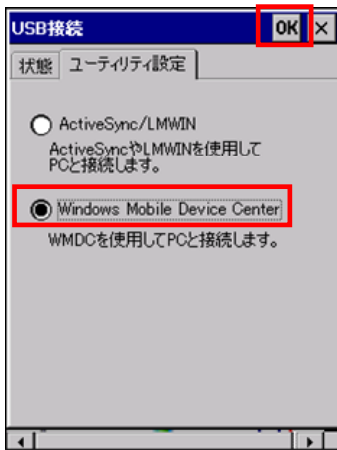 USB接続 OK ×
状態 ユーティリティ設定
ActiveSync/LMWIN
ActiveSyncやLMWINを使用して
PCと接続します。
Windows Mobile Device Center
WMDCを使用してPCと接続します。